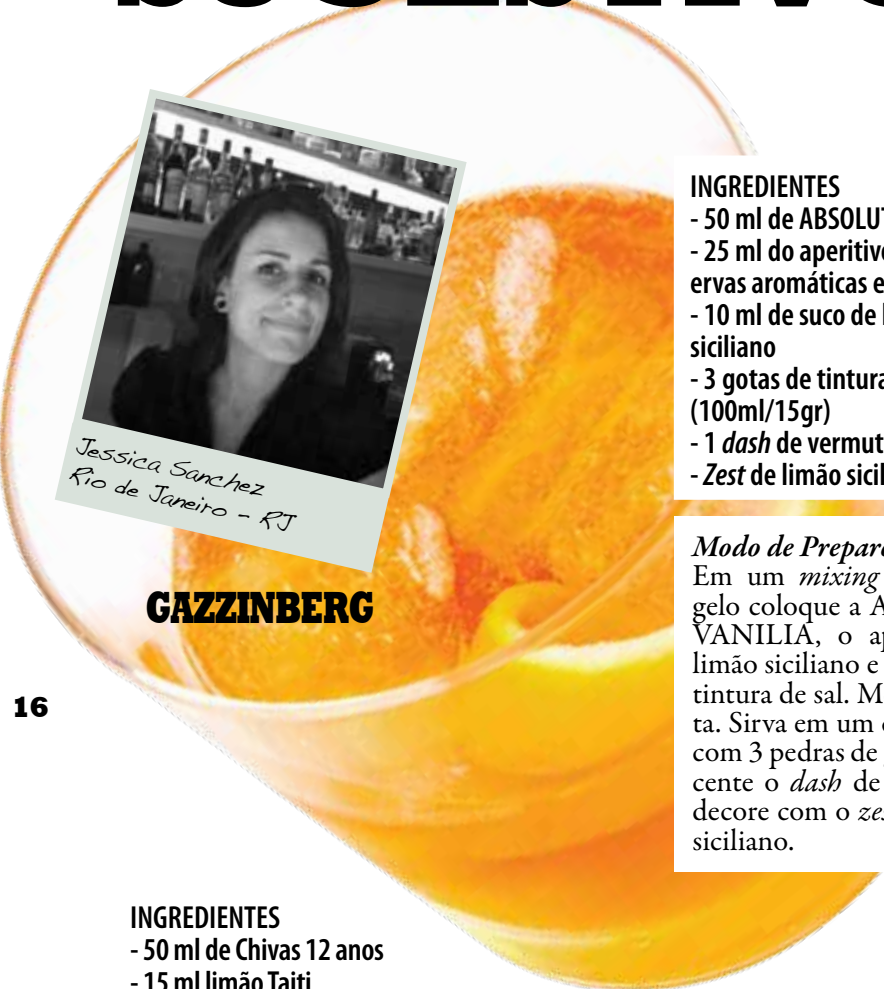 Jessica Sanchez
Rio de Janeiro - RJ
GAZZINBERG
16
INGREDIENTES
- 50 ml de ABSOLUT
- 25 ml do aperitivo
ervas aromáticas e
- 10 ml de suco de
siciliano
- 3 gotas de tintura
(100ml/15gr)
- 1 dash de vermut
- Zest de limão sicil
Modo de Prepar
Em um mixing
gelo coloque a A
VANILIA, o ap
limão siciliano e
tintura de sal. M
ta. Sirva em um
com 3 pedras de
cente o dash de
decore com o zes
siciliano.
INGREDIENTES
- 50 ml de Chivas 12 anos
- 15 ml limão Taiti